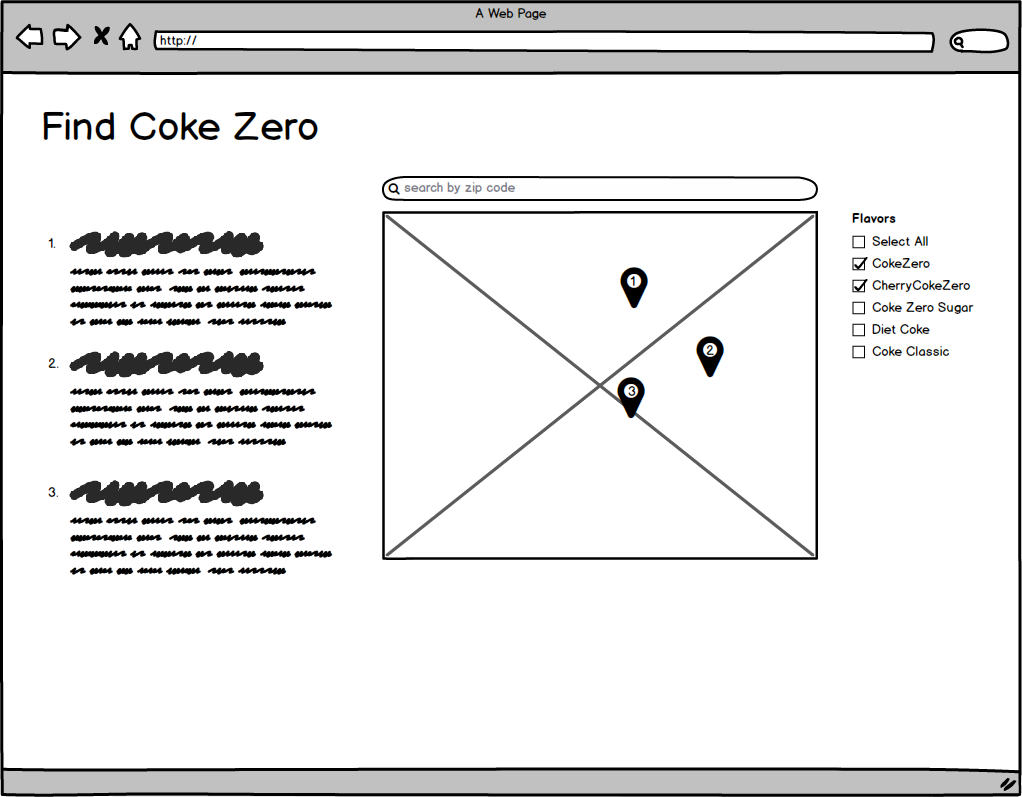 A Web Page
http://
Find Coke Zero
search by zip code
1.
2.
3.
1
2
3
Flavors
Select All
CokeZero
CherryCokeZero
Coke Zero Sugar
Diet Coke
Coke Classic